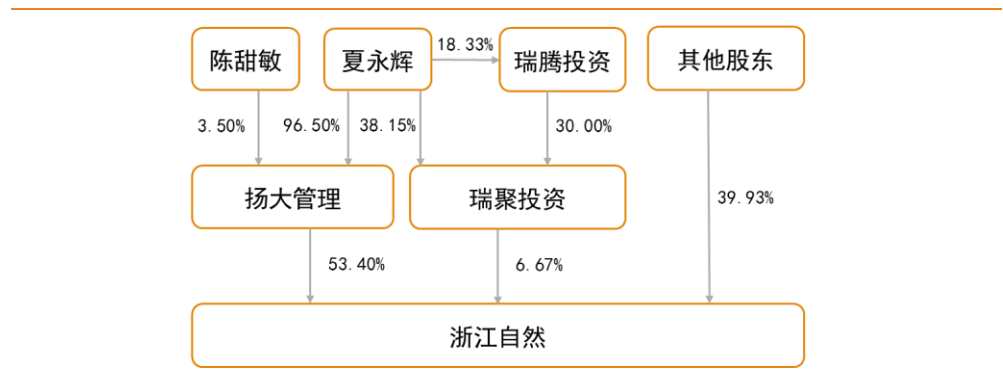 陈甜敏
夏永辉
18.33%
瑞腾投资
其他股东
3.50%
96.50%
38.15%
30.00%
扬大管理
瑞聚投资
39.93%
53.40%
6.67%
浙江自然